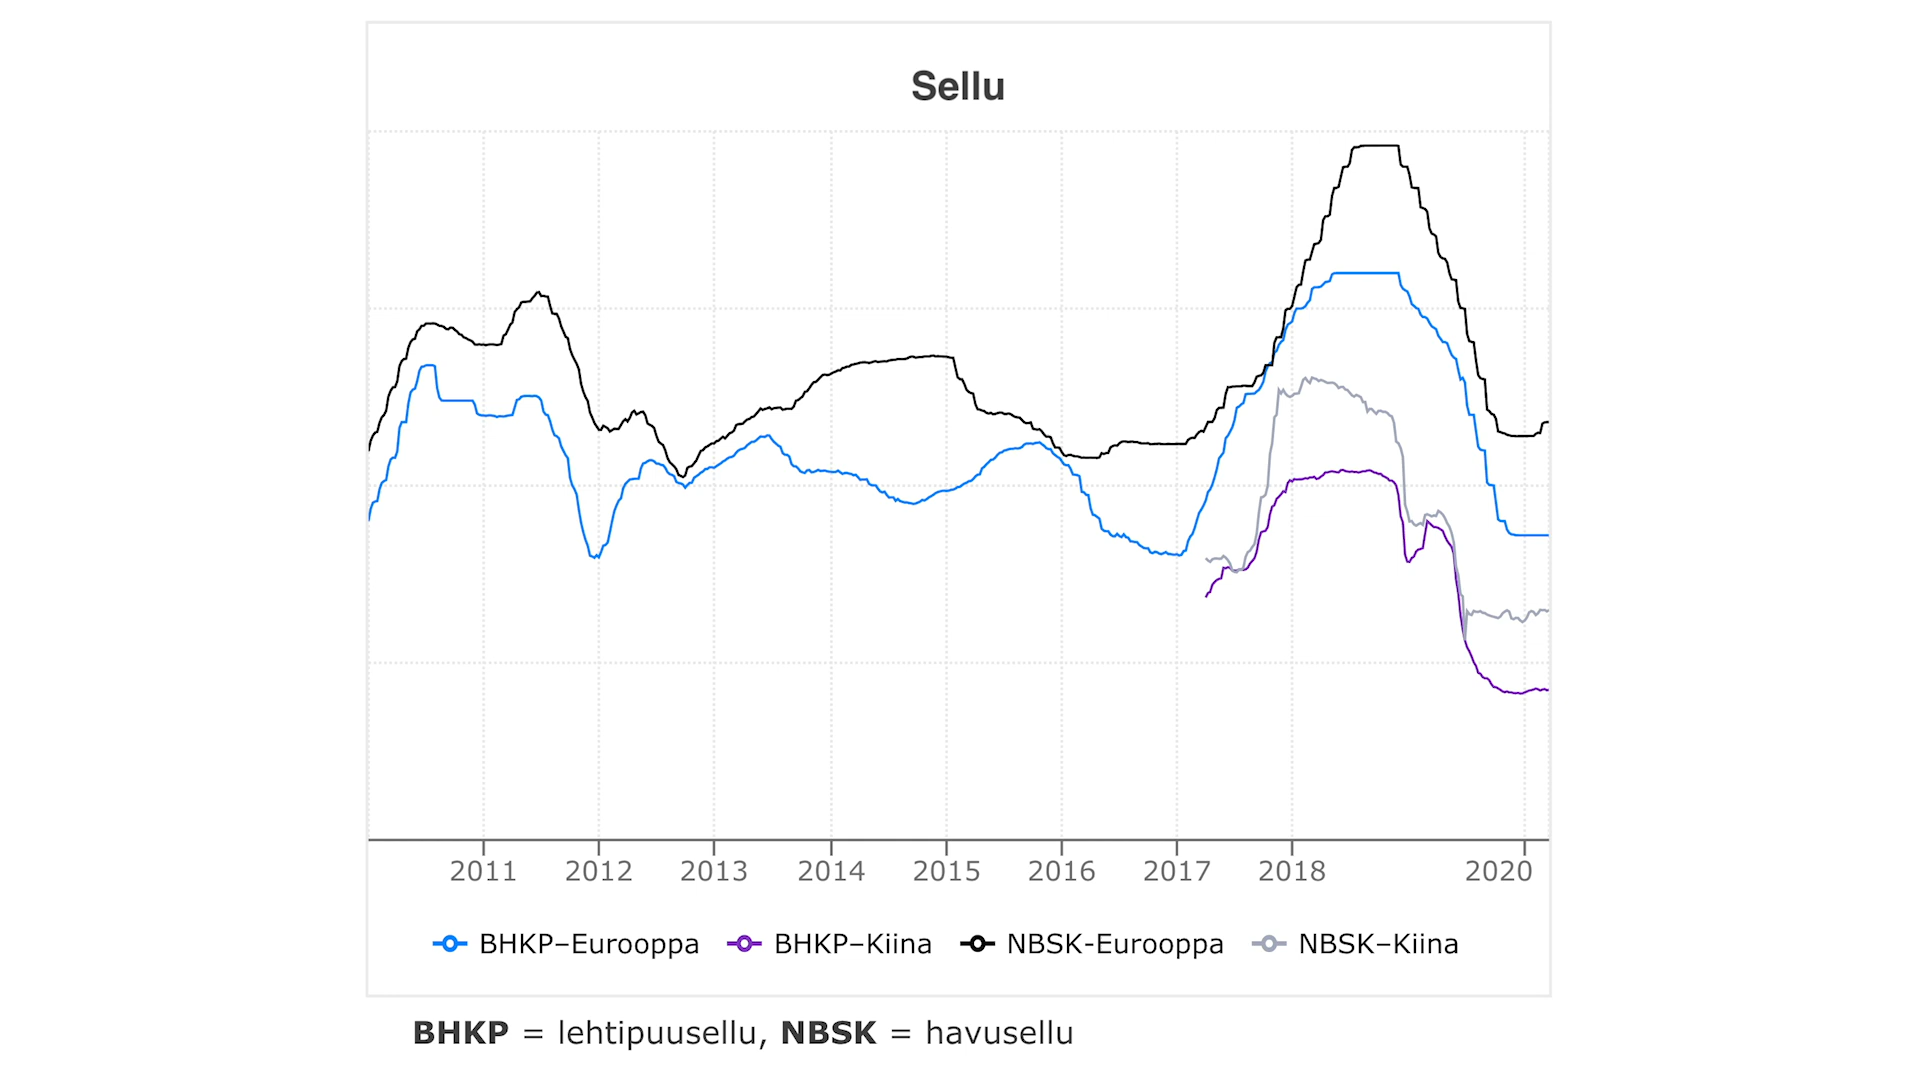 Sellu
2011 2012 2013 2014 2015 2016 2017 2018 2020
BHKP–Eurooppa BHKP–Kiina NBSK-Eurooppa NBSK–Kiina
BHKP = lehtipuusellu, NBSK = havusellu